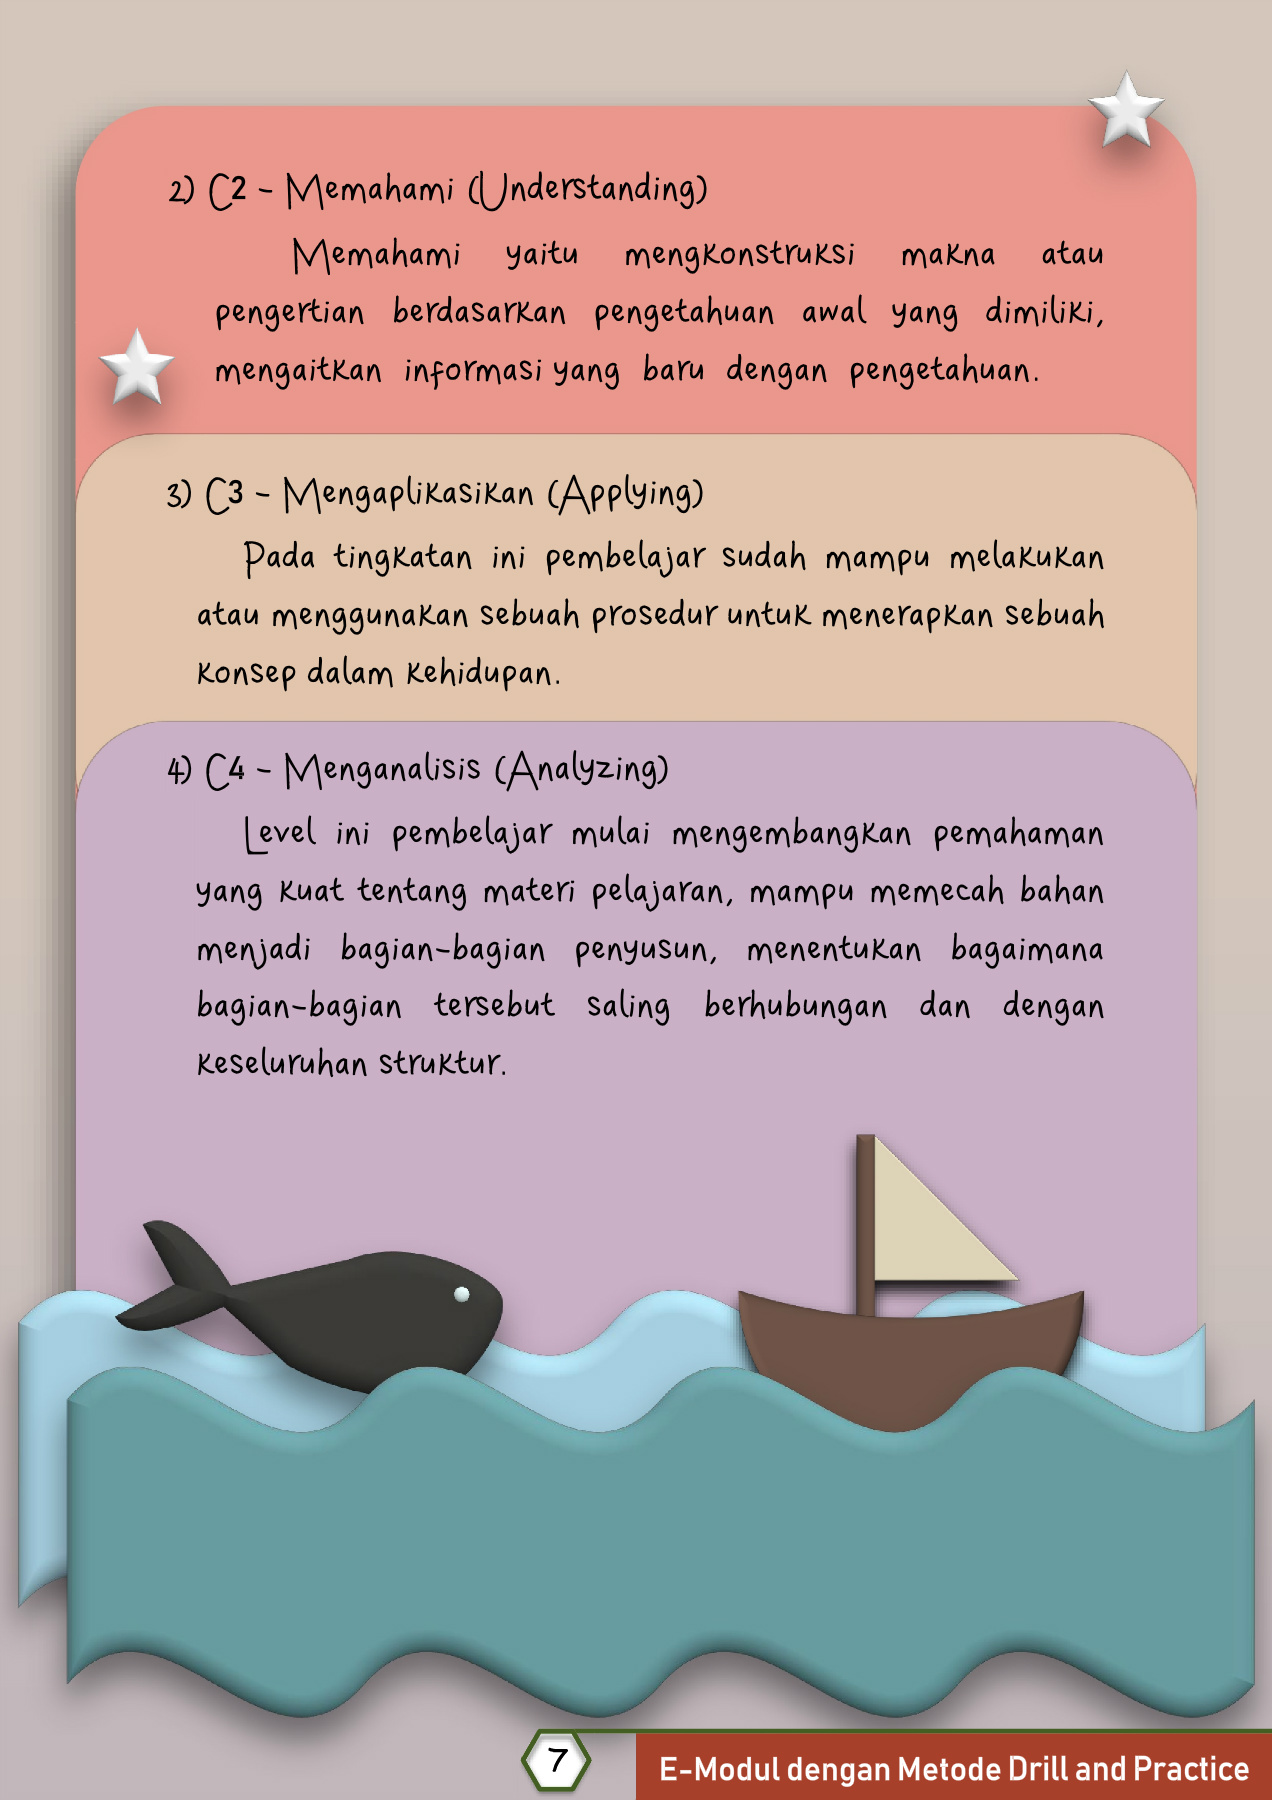 2) C2 - Memahami (Understanding)
Memahami yaitu mengkonstruksi makna atau
pengertian berdasarkan pengetahuan awal yang dimiliki,
mengaitkan informasi yang baru dengan pengetahuan.
3) C3 - Mengaplikasikan (Applying)
Pada tingkatan ini pembelajar sudah mampu melakukan
atau menggunakan sebuah prosedur untuk menerapkan sebuah
konsep dalam kehidupan.
4) C4 - Menganalisis (Analyzing)
Level ini pembelajar mulai mengembangkan pemahaman
yang kuat tentang materi pelajaran, mampu memecah bahan
menjadi bagian-bagian penyusun, menentukan bagaimana
bagian-bagian tersebut saling berhubungan dan dengan
keseluruhan struktur.
7
E-Modul dengan Metode Drill and Practice